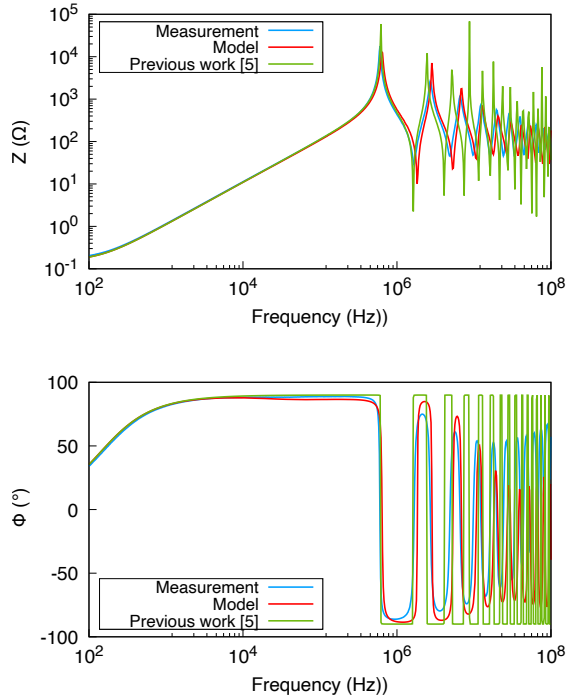 10^5
10^4
10^3
10^2
10^1
10^0
10^-1
Z (Ω)
Measurement
Model
Previous work [5]
10^2 10^4 10^6 10^8
Frequency (Hz))
100
50
0
-50
-100
Φ (°)
Measurement
Model
Previous work [5]
10^2 10^4 10^6 10^8
Frequency (Hz))